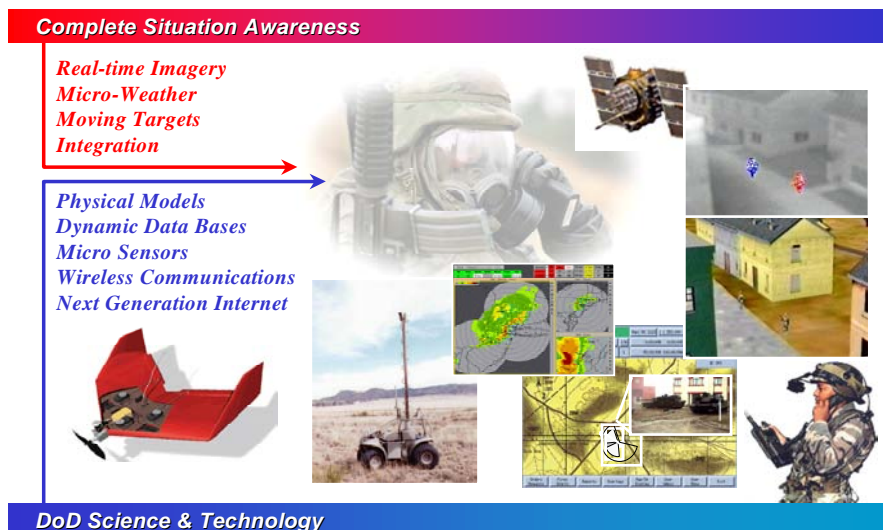 Complete Situation Awareness
Real-time Imagery
Micro-Weather
Moving Targets
Integration
Physical Models
Dynamic Data Bases
Micro Sensors
Wireless Communications
Next Generation Internet
DoD Science & Technology